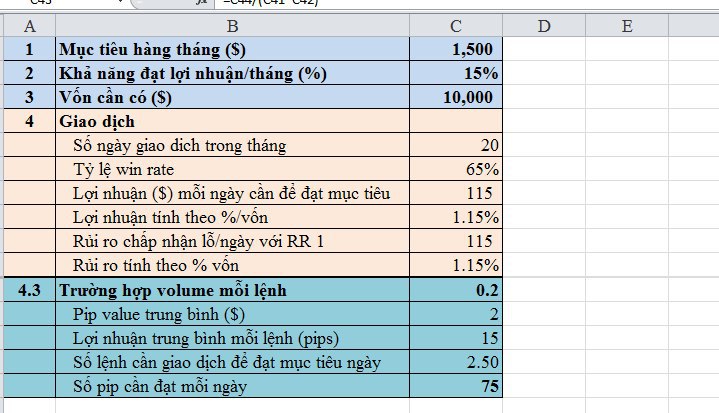 A B C D E
1 Mục tiêu hàng tháng ($) 1,500
2 Khả năng đạt lợi nhuận/tháng (%) 15%
3 Vốn cần có ($) 10,000
4 Giao dịch
Số ngày giao dich trong tháng 20
Tỷ lệ win rate 65%
Lợi nhuận ($) mỗi ngày cần để đạt mục tiêu 115
Lợi nhuận tính theo %/vốn 1.15%
Rủi ro chấp nhận lỗ/ngày với RR 1 115
Rủi ro tính theo % vốn 1.15%
4.3 Trường hợp volume mỗi lệnh 0.2
Pip value trung bình ($) 2
Lợi nhuận trung bình mỗi lệnh (pips) 15
Số lệnh cần giao dịch để đạt mục tiêu ngày 2.50
Số pip cần đạt mỗi ngày 75